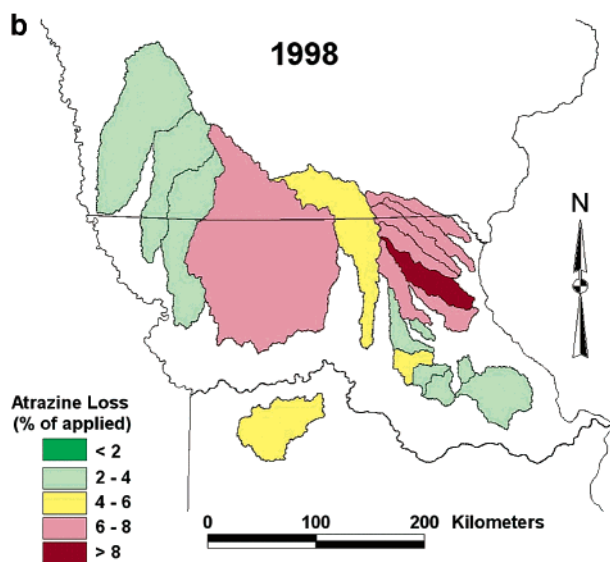 b
1998
N
Atrazine Loss
(% of applied)
< 2
2 - 4
4 - 6
6 - 8
> 8
0 100 200 Kilometers